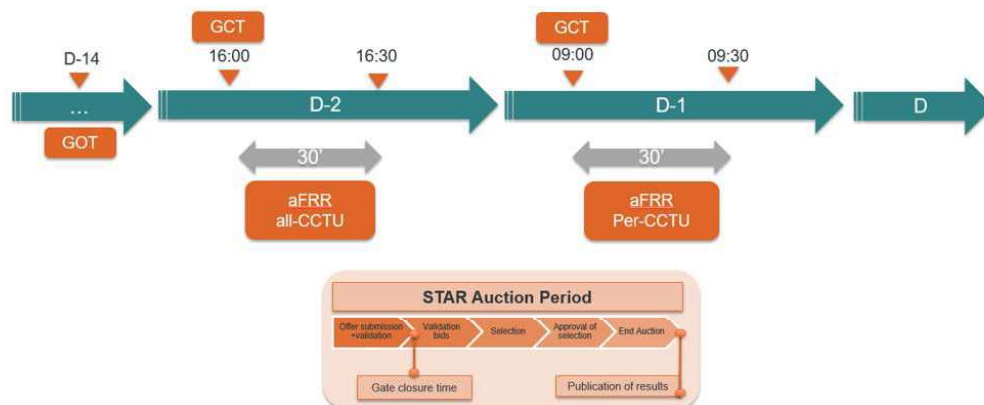 GCT
GCT
D-14
16:00
16:30
09:00
09:30
...
D-2
D-1
D
GOT
30'
30'
aFRR
all-CCTU
aFRR
Per-CCTU
STAR Auction Period
Offer submission
+validation
Validation
bids
Selection
Approval of
selection
End Auction
Gate closure time
Publication of results